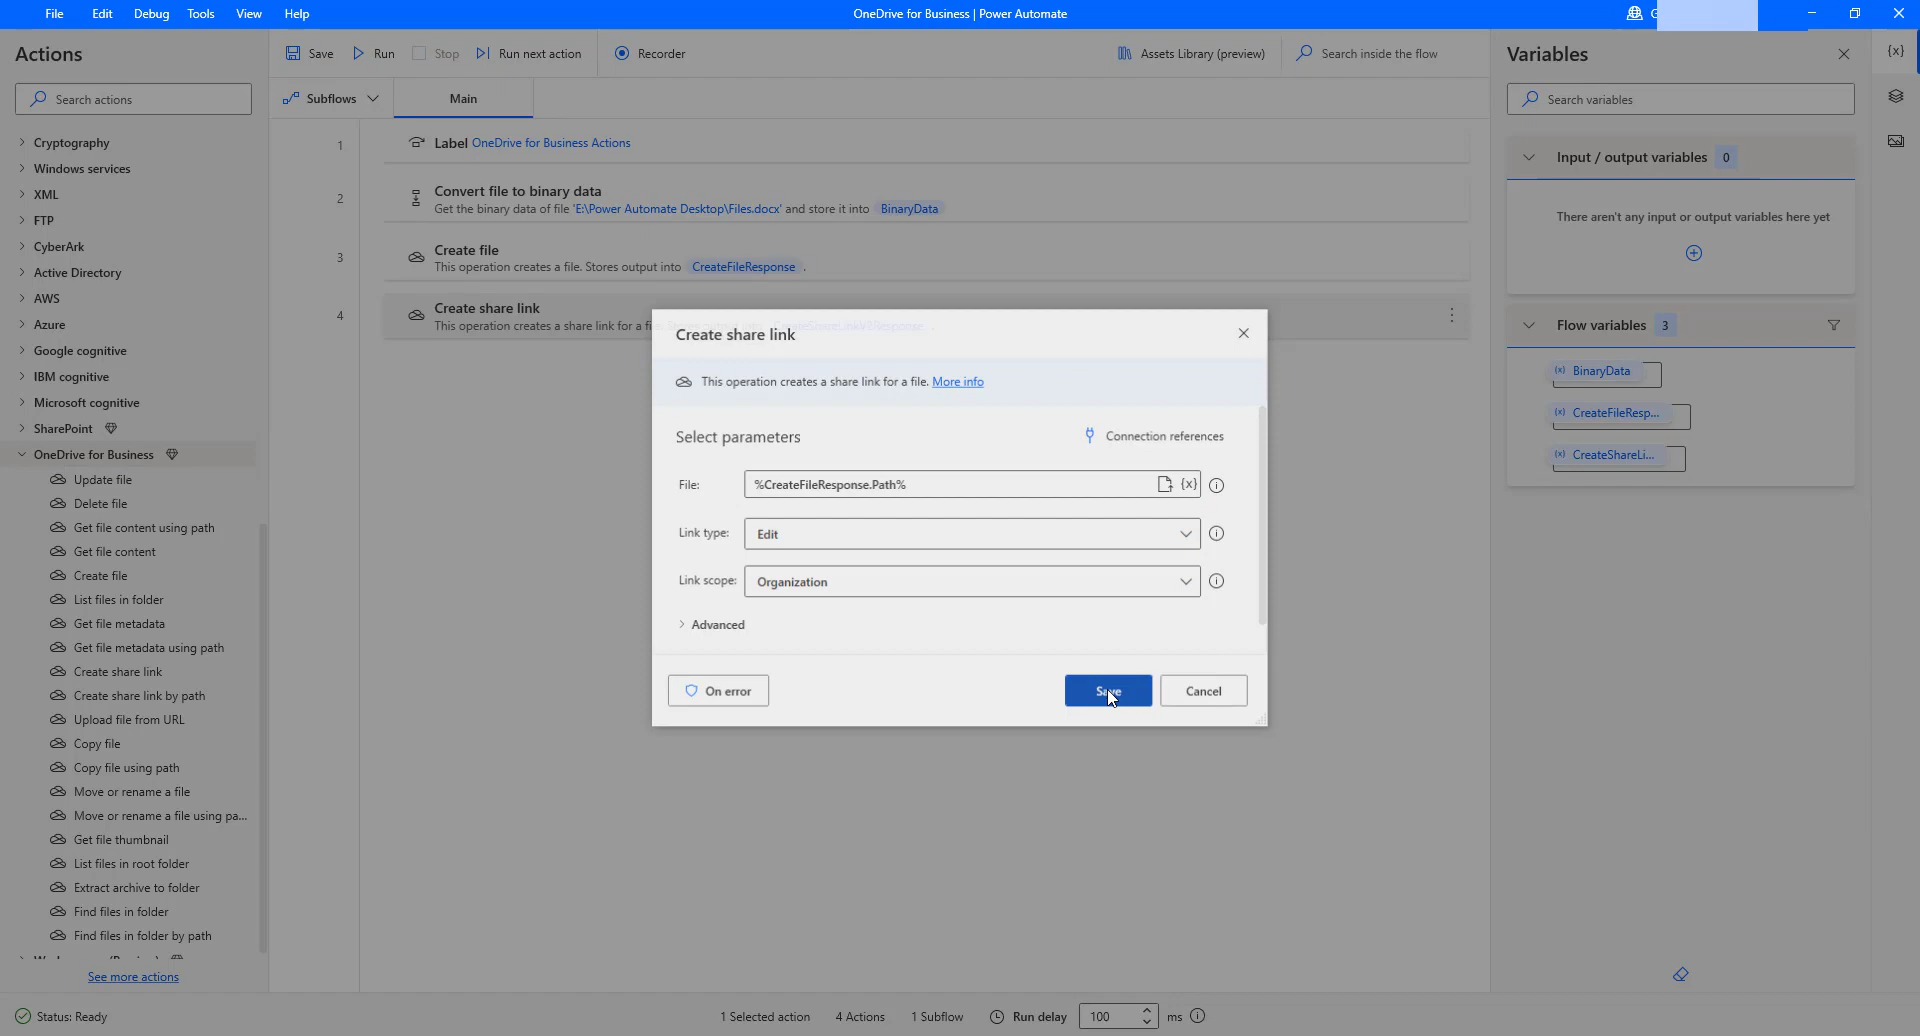 File Edit Debug Tools View Help
OneDrive for Business | Power Automate
Actions
Search actions
Cryptography
Windows services
XML
FTP
CyberArk
Active Directory
AWS
Azure
Google cognitive
IBM cognitive
Microsoft cognitive
SharePoint
OneDrive for Business
Update file
Delete file
Get file content using path
Get file content
Create file
List files in folder
Get file metadata
Get file metadata using path
Create share link
Create share link by path
Upload file from URL
Copy file
Copy file using path
Move or rename a file
Move or rename a file using pa...
Get file thumbnail
List files in root folder
Extract archive to folder
Find files in folder
Find files in folder by path
See more actions
Save Run Stop Run next action Recorder
Assets Library (preview) Search inside the flow
Subflows Main
1 Label OneDrive for Business Actions
2 Convert file to binary data
Get the binary data of file 'E:\Power Automate Desktop\Files.docx' and store it into BinaryData
3 Create file
This operation creates a file. Stores output into CreateFileResponse .
4 Create share link
This operation creates a share link for a fi
Create share link
This operation creates a share link for a file. More info
Select parameters Connection references
File: %CreateFileResponse.Path% {x}
Link type: Edit
Link scope: Organization
Advanced
On error Save Cancel
Variables {x}
Search variables
Input / output variables 0
There aren't any input or output variables here yet
Flow variables 3
(x) BinaryData
(x) CreateFileResp...
(x) CreateShareLi...
Status: Ready 1 Selected action 4 Actions 1 Subflow Run delay 100 ms